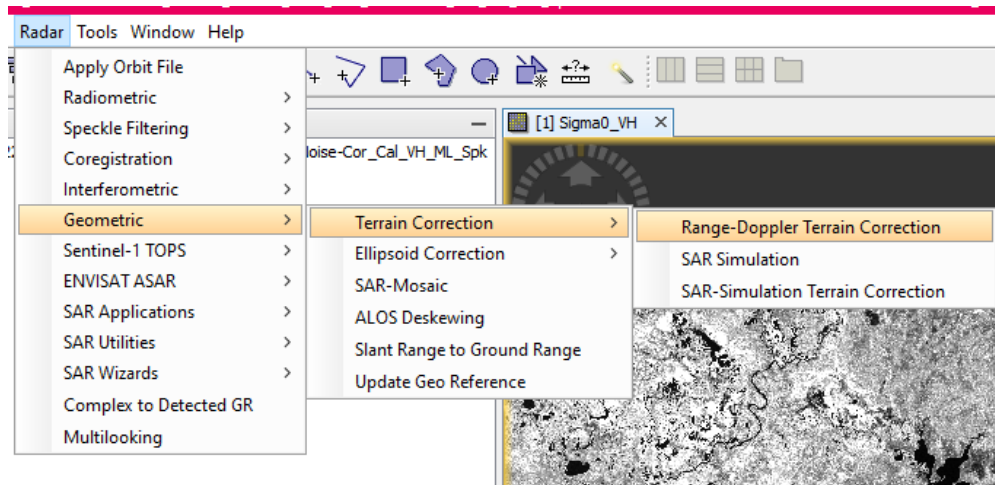 Radar Tools Window Help
Apply Orbit File
Radiometric
Speckle Filtering
Coregistration
Interferometric
Geometric
Sentinel-1 TOPS
ENVISAT ASAR
SAR Applications
SAR Utilities
SAR Wizards
Complex to Detected GR
Multilooking
Terrain Correction
Ellipsoid Correction
SAR-Mosaic
ALOS Deskewing
Slant Range to Ground Range
Update Geo Reference
Range-Doppler Terrain Correction
SAR Simulation
SAR-Simulation Terrain Correction
[1] Sigma0_VH
oise-Cor_Cal_VH_ML_Spk